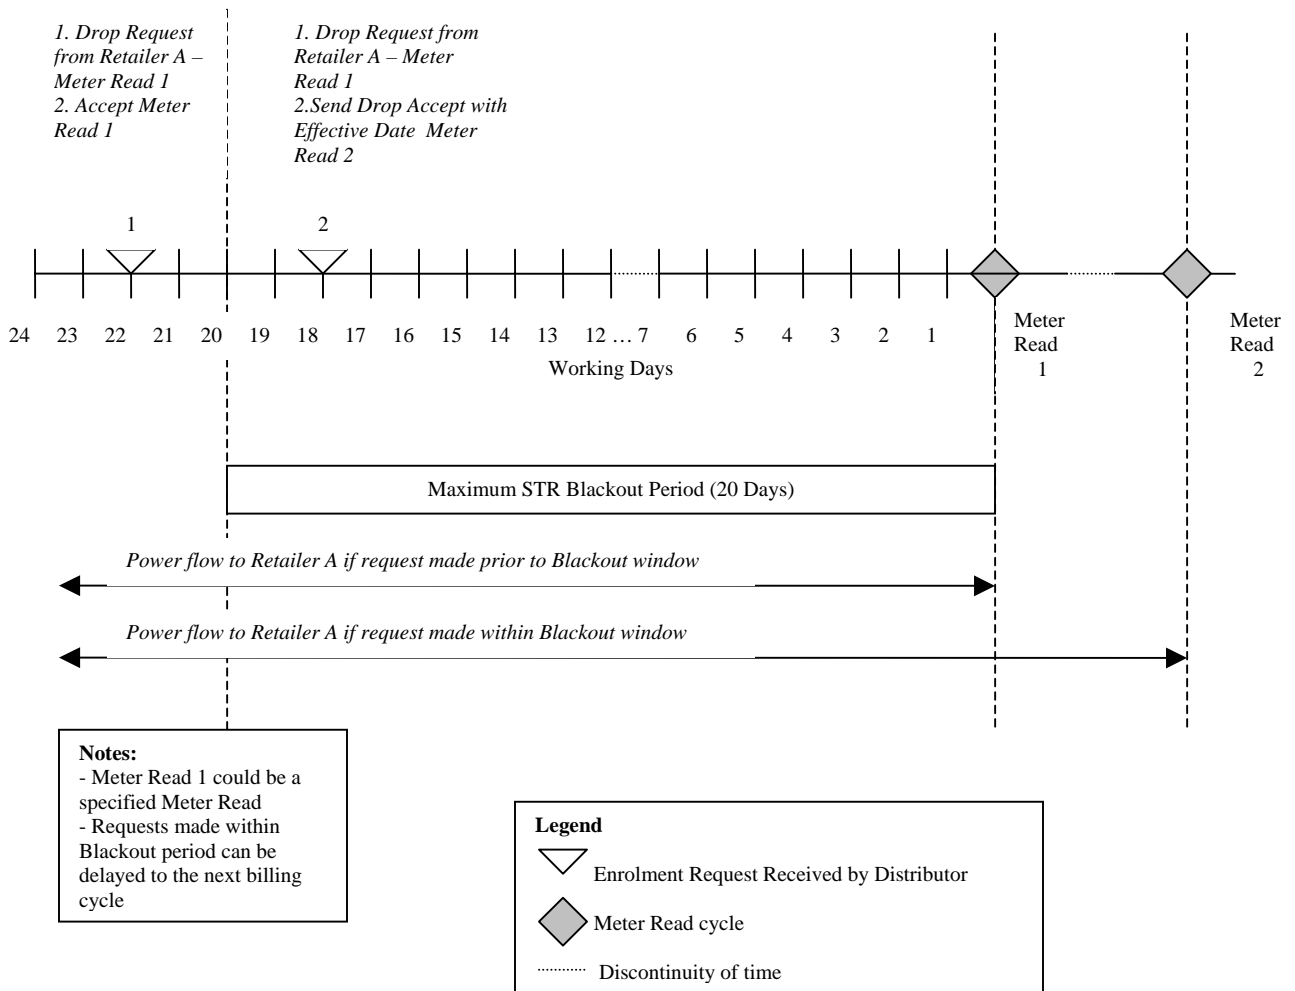 1. Drop Request
from Retailer A –
Meter Read 1
2. Accept Meter
Read 1
1. Drop Request from
Retailer A – Meter
Read 1
2.Send Drop Accept with
Effective Date Meter
Read 2
1
2
24 23 22 21 20 19 18 17 16 15 14 13 12 … 7 6 5 4 3 2 1
Working Days
Meter
Read
1
Meter
Read
2
Maximum STR Blackout Period (20 Days)
Power flow to Retailer A if request made prior to Blackout window
Power flow to Retailer A if request made within Blackout window
Notes:
- Meter Read 1 could be a
specified Meter Read
- Requests made within
Blackout period can be
delayed to the next billing
cycle
Legend
Enrolment Request Received by Distributor
Meter Read cycle
Discontinuity of time